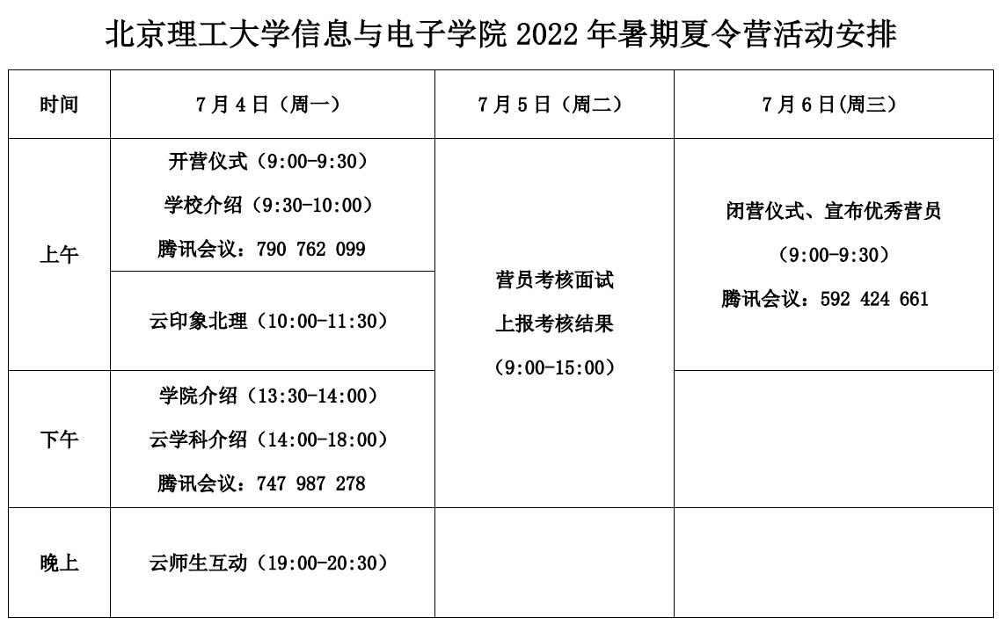 北京理工大学信息与电子学院 2022 年暑期夏令营活动安排
时间
7 月 4 日（周一）
7 月 5 日（周二）
7 月 6 日(周三）
上午
开营仪式（9:00-9:30）
学校介绍（9:30-10:00）
腾讯会议：790 762 099
云印象北理（10:00-11:30）
营员考核面试
上报考核结果
（9:00-15:00）
闭营仪式、宣布优秀营员
（9:00-9:30）
腾讯会议：592 424 661
下午
学院介绍（13:30-14:00）
云学科介绍（14:00-18:00）
腾讯会议：747 987 278
晚上
云师生互动（19:00-20:30）